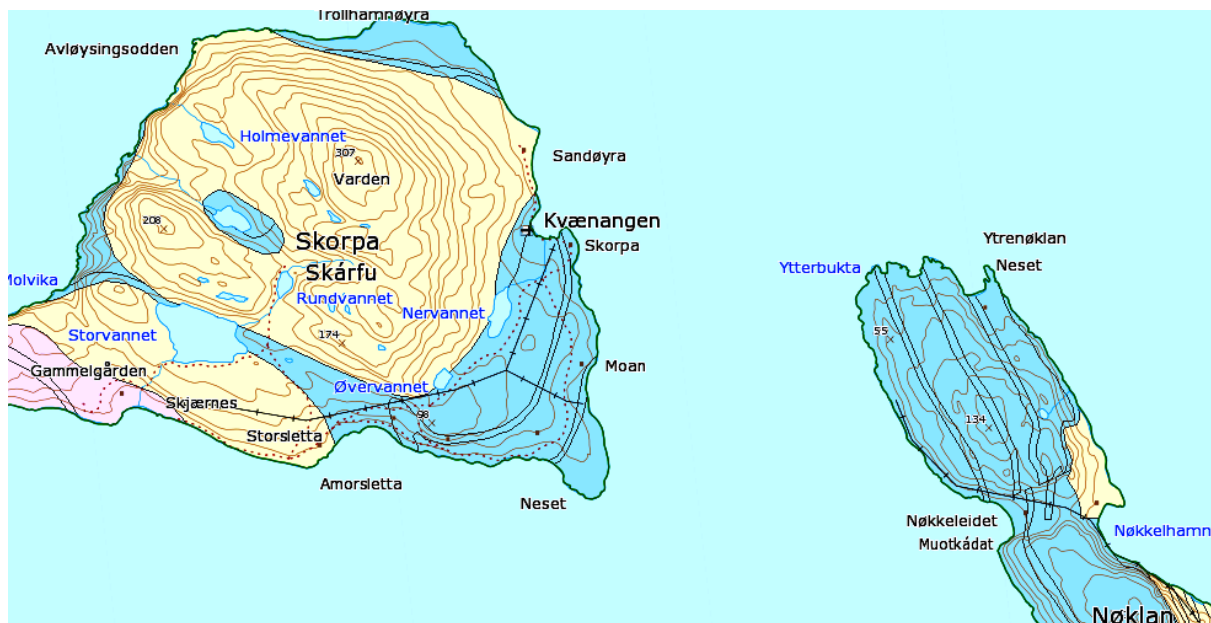 Trollhamnøyra
Avløysingsodden
Holmevannet
307
Varden
Sandøyra
208
Skorpa
Skárfu
Kvænangen
Skorpa
Ytrenøklan
Neset
Ytterbukta
Molvika
Rundvannet
Nervannet
Storvannet
174
55
Gammelgården
Moan
Øvervannet
Skjærnes
68
134
Storsletta
Amorsletta
Neset
Nøkkeleidet
Muotkádat
Nøkkelhamn
Nøklan